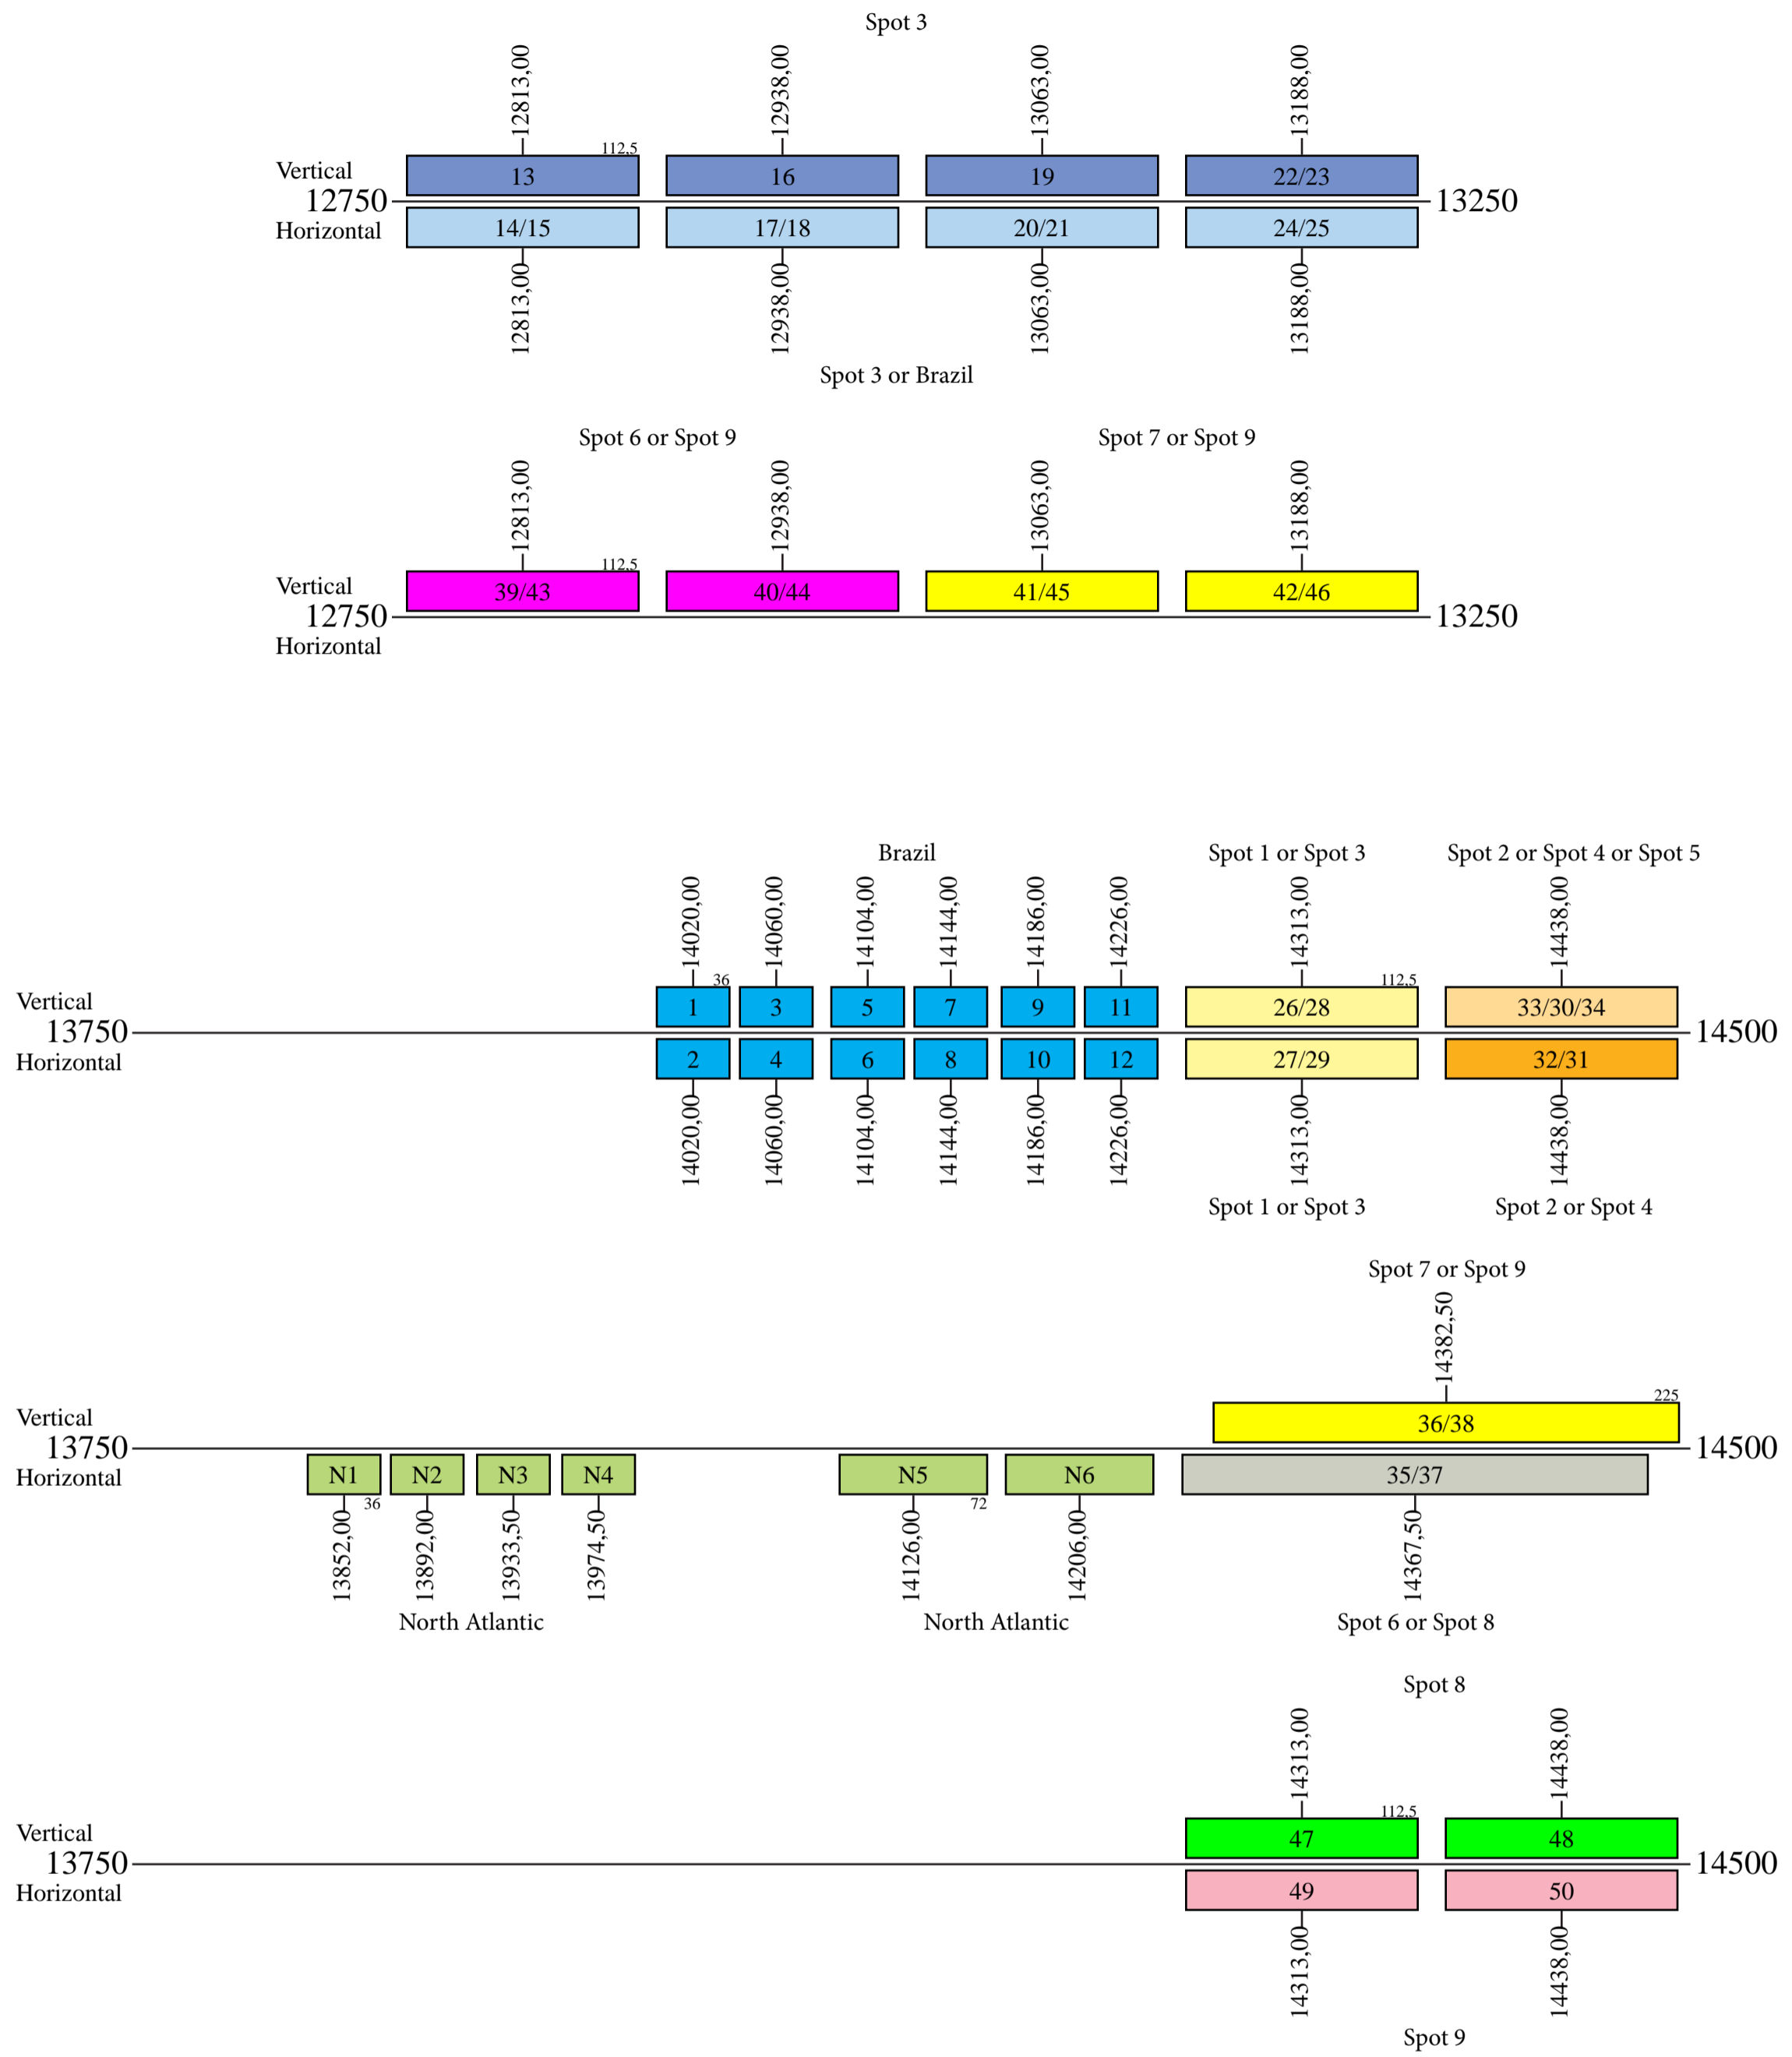 Spot 3
12813,00 12938,00 13063,00 13188,00
112,5
Vertical 13 16 19 22/23
12750 13250
Horizontal 14/15 17/18 20/21 24/25
12813,00 12938,00 13063,00 13188,00
Spot 3 or Brazil
Spot 6 or Spot 9 Spot 7 or Spot 9
12813,00 12938,00 13063,00 13188,00
112,5
Vertical 39/43 40/44 41/45 42/46
12750 13250
Horizontal
Brazil Spot 1 or Spot 3 Spot 2 or Spot 4 or Spot 5
14020,00 14060,00 14104,00 14144,00 14186,00 14226,00 14313,00 14438,00
36 112,5
Vertical 1 3 5 7 9 11 26/28 33/30/34
13750 14500
Horizontal 2 4 6 8 10 12 27/29 32/31
14020,00 14060,00 14104,00 14144,00 14186,00 14226,00 14313,00 14438,00
Spot 1 or Spot 3 Spot 2 or Spot 4
Spot 7 or Spot 9
14382,50
225
Vertical 36/38
13750 14500
Horizontal N1 N2 N3 N4 N5 N6 35/37
36 72
13852,00 13892,00 13933,50 13974,50 14126,00 14206,00 14367,50
North Atlantic North Atlantic Spot 6 or Spot 8
Spot 8
14313,00 14438,00
112,5
Vertical 47 48
13750 14500
Horizontal 49 50
14313,00 14438,00
Spot 9